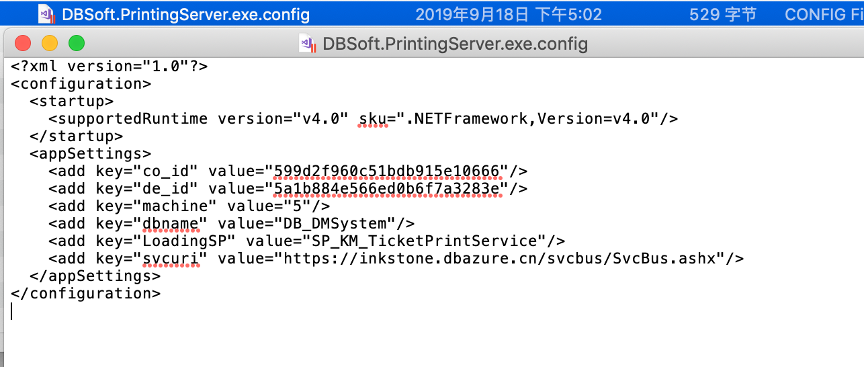 DBSoft.PrintingServer.exe.config 2019年9月18日 下午5:02 529 字节 CONFIG Fi
DBSoft.PrintingServer.exe.config
<?xml version="1.0"?>
<configuration>
  <startup>
    <supportedRuntime version="v4.0" sku=".NETFramework,Version=v4.0"/>
  </startup>
  <appSettings>
    <add key="co_id" value="599d2f960c51bdb915e10666"/>
    <add key="de_id" value="5a1b884e566ed0b6f7a3283e"/>
    <add key="machine" value="5"/>
    <add key="dbname" value="DB_DMSystem"/>
    <add key="LoadingSP" value="SP_KM_TicketPrintService"/>
    <add key="svcuri" value="https://inkstone.dbazure.cn/svcbus/SvcBus.ashx"/>
  </appSettings>
</configuration>